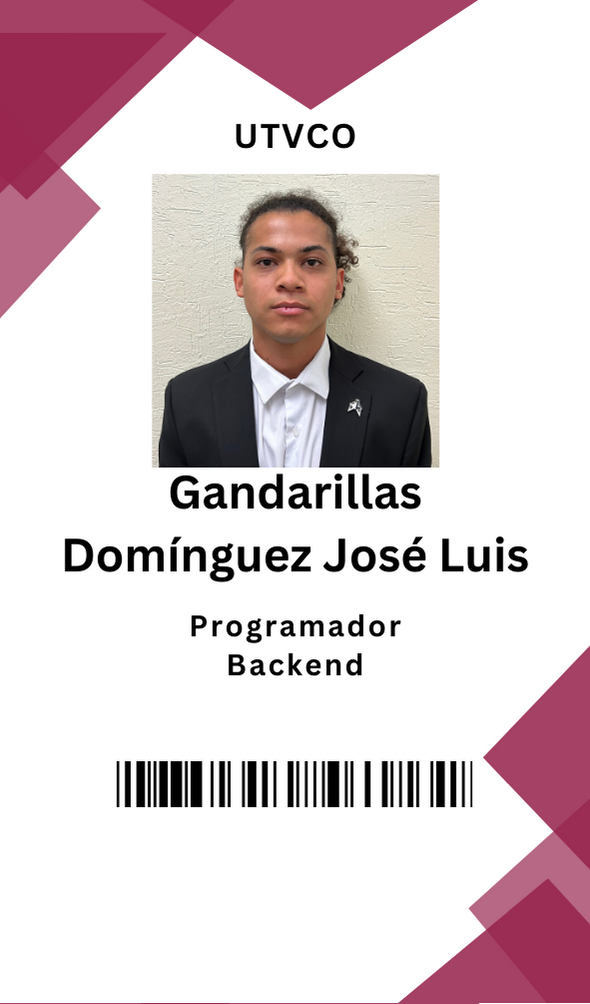 UTVCO
Gandarillas
Domínguez José Luis
Programador
Backend